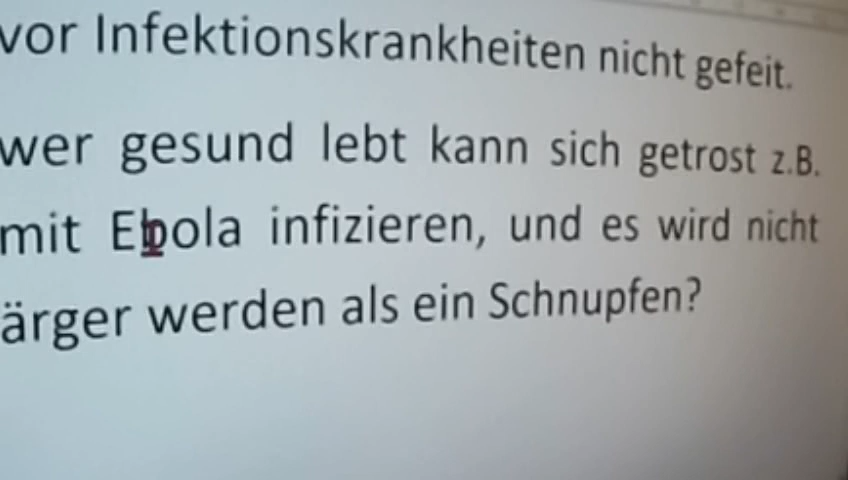 vor Infektionskrankheiten nicht gefeit.
wer gesund lebt kann sich getrost z.B.
mit Ebola infizieren, und es wird nicht
ärger werden als ein Schnupfen?